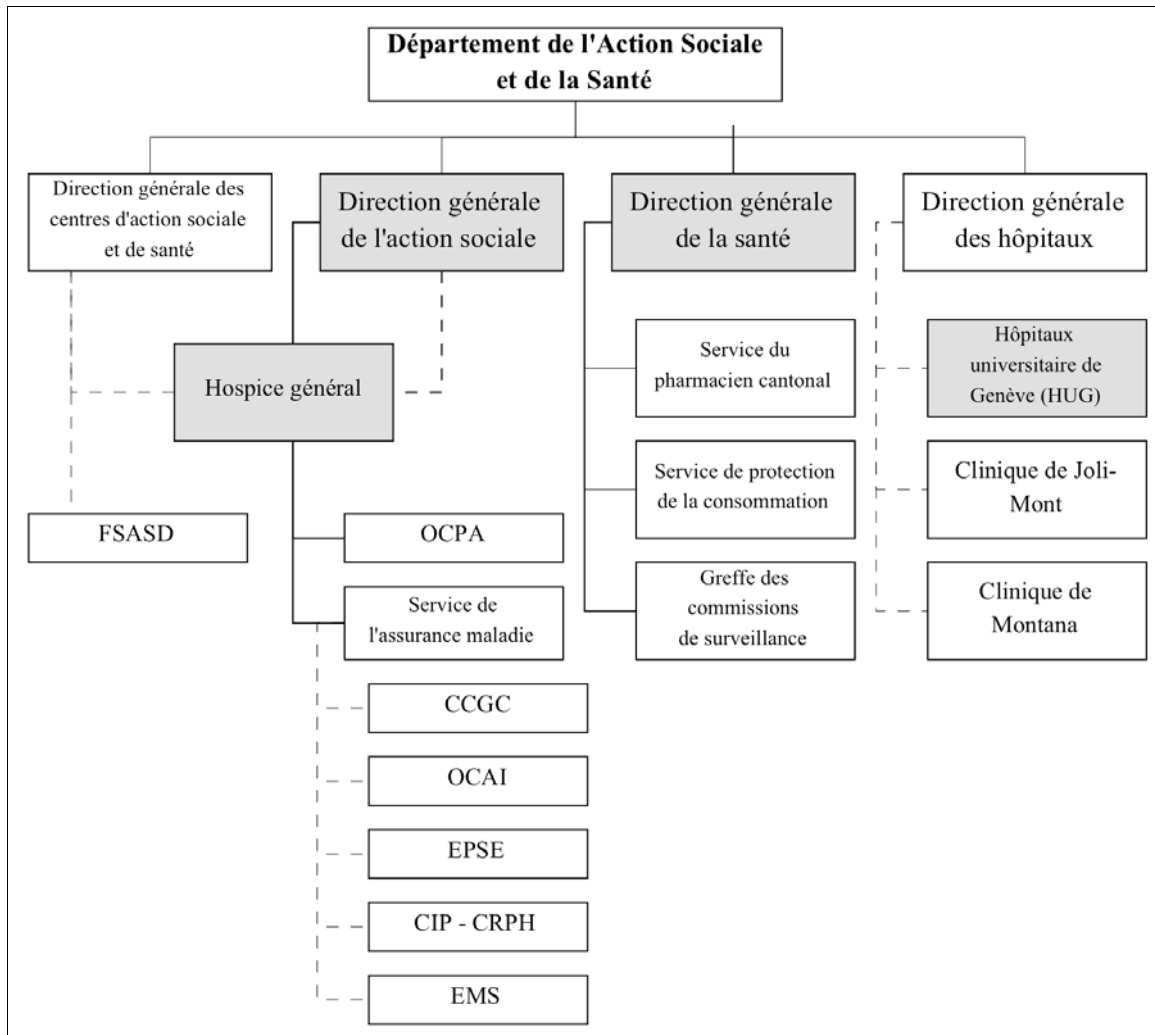 Département de l'Action Sociale
et de la Santé
Direction générale des
centres d'action sociale
et de santé
Direction générale
de l'action sociale
Direction générale
de la santé
Direction générale
des hôpitaux
Hospice général
Service du
pharmacien cantonal
Hôpitaux
universitaire de
Genève (HUG)
FSASD
OCPA
Service de protection
de la consommation
Clinique de Joli-
Mont
Service de
l'assurance maladie
Greffe des
commissions
de surveillance
Clinique de
Montana
CCGC
OCAI
EPSE
CIP - CRPH
EMS